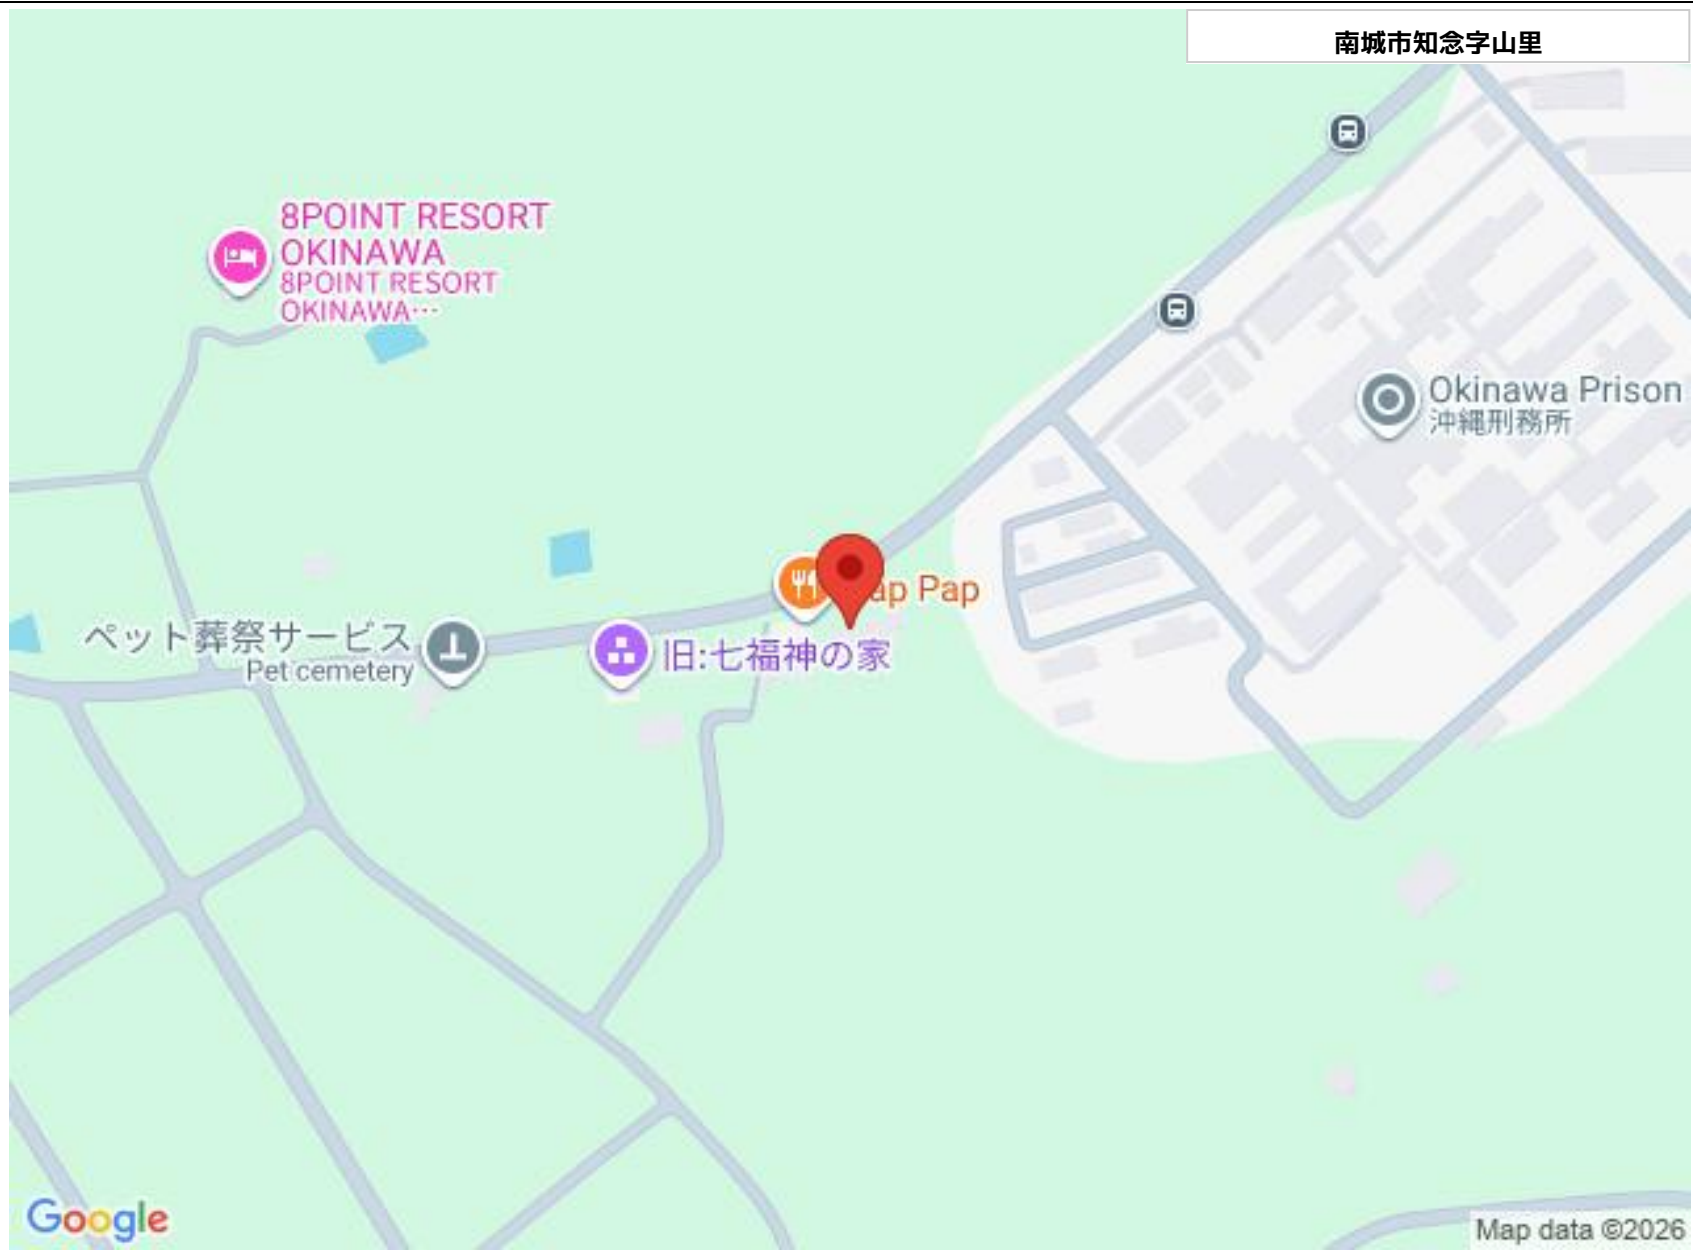 南城市知念字山里
8POINT RESORT
OKINAWA
8POINT RESORT
OKINAWA…
Okinawa Prison
沖縄刑務所
ap Pap
ペット葬祭サービス
Pet cemetery
旧:七福神の家
Google
Map data ©2026